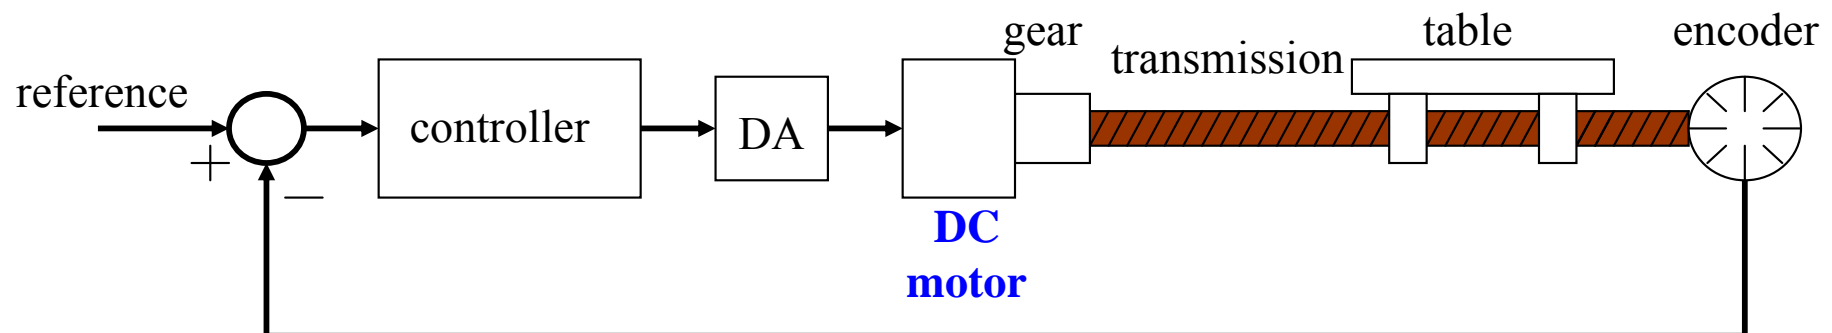 gear
transmission
table
encoder
reference
controller
DA
+
−
DC
motor